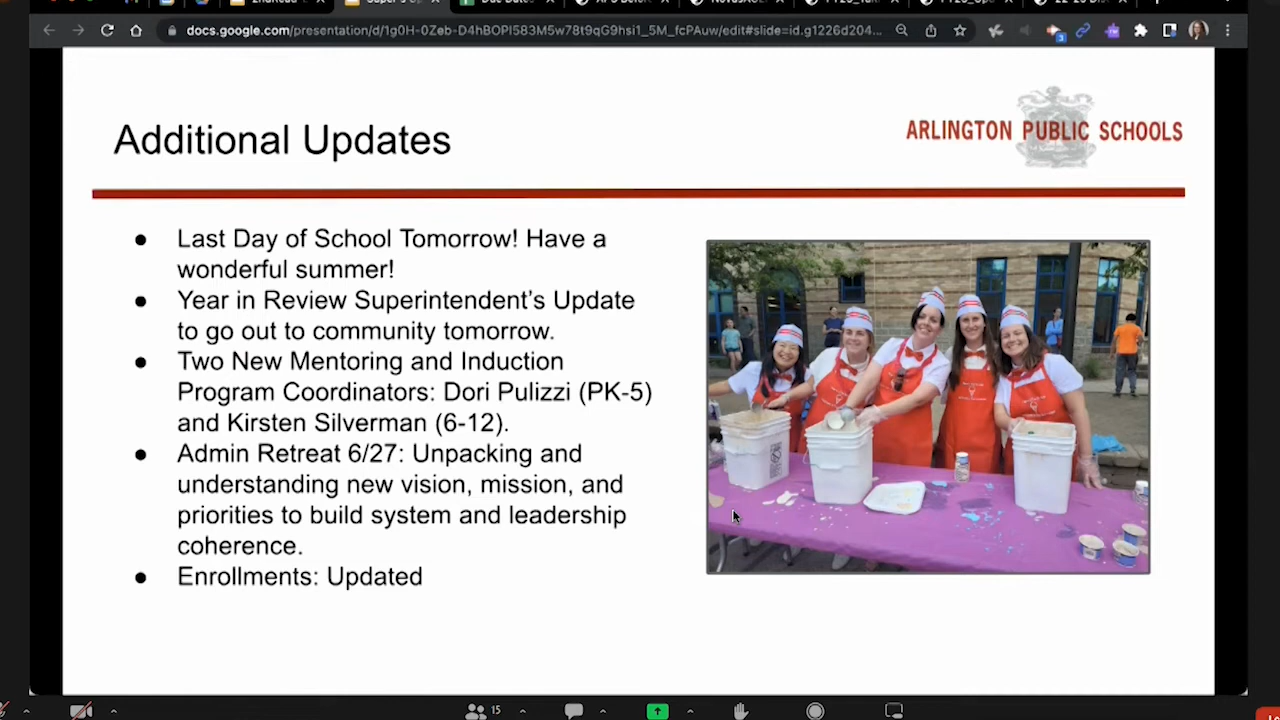 docs.google.com/presentation/d/1g0H-0Zeb-D4hBOPl583M5w78t9qG9hsi1_5M_fcPAuw/edit#slide=id.g1226d204...
3
Additional Updates
ARLINGTON PUBLIC SCHOOLS
● Last Day of School Tomorrow! Have a
wonderful summer!
● Year in Review Superintendent's Update
to go out to community tomorrow.
● Two New Mentoring and Induction
Program Coordinators: Dori Pulizzi (PK-5)
and Kirsten Silverman (6-12).
● Admin Retreat 6/27: Unpacking and
understanding new vision, mission, and
priorities to build system and leadership
coherence.
● Enrollments: Updated
15